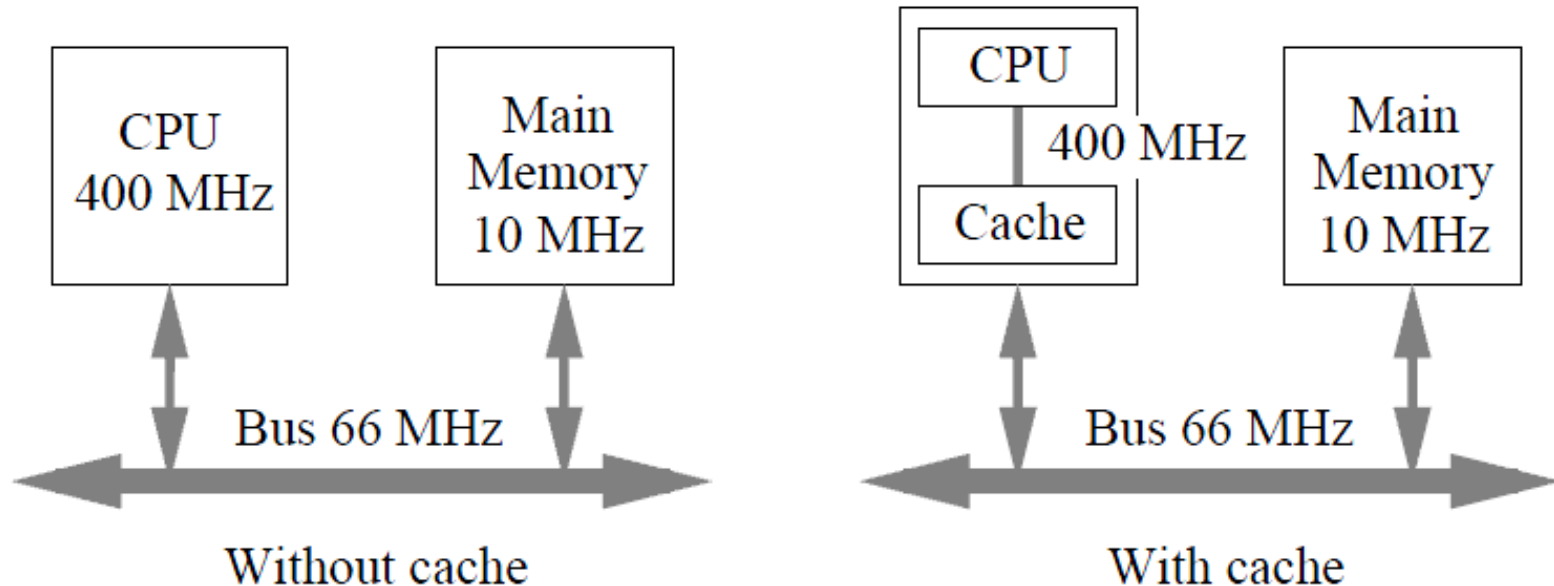 CPU
400 MHz
Main
Memory
10 MHz
Bus 66 MHz
Without cache
CPU
400 MHz
Cache
Main
Memory
10 MHz
Bus 66 MHz
With cache